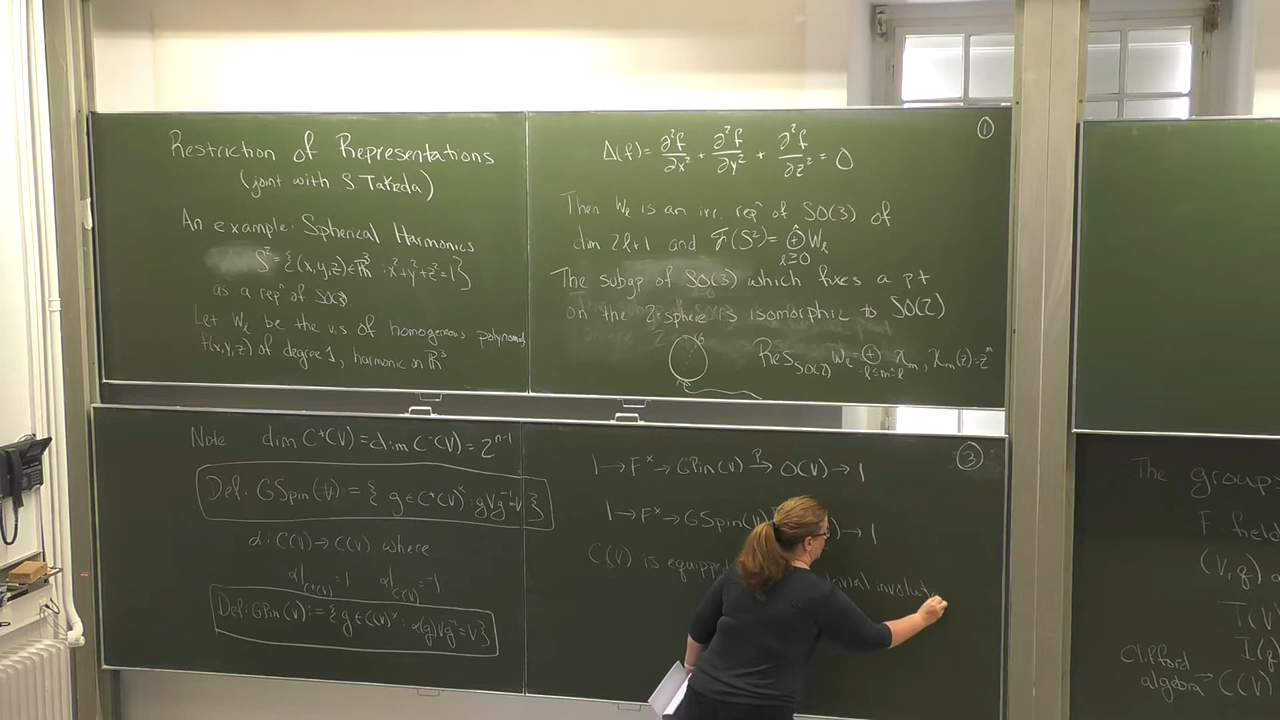 Restriction of Representations
(joint with S Takeda)
An example: Spherical Harmonics
S² = {(x,y,z) ∈ ℝ³ : x²+y²+z²=1}
as a repⁿ of SO(3)
Let W_ℓ be the v.s of homogeneous polynomials
f(x,y,z) of degree ℓ, harmonic on ℝ³
①
Δ(f) = ∂²f/∂x² + ∂²f/∂y² + ∂²f/∂z² = 0
Then W_ℓ is an irr. repⁿ of SO(3) of
dim 2ℓ+1 and F(S²) = ⊕̂_{ℓ≥0} W_ℓ
The subgp of SO(3) which fixes a pt
on the 2-sphere is isomorphic to SO(2)
Res_{SO(2)} W_ℓ = ⊕_{-ℓ≤m≤ℓ} χ_m, χ_m(z)=z^m
Note dim C⁺(V) = dim C⁻(V) = 2^{n-1}
Def: GSpin(V) = { g ∈ C⁺(V)^× : gVg⁻¹=V }
α: C(V) → C(V) where
α|_{C⁺(V)} = 1 α|_{C⁻(V)} = -1
Def: GPin(V) := { g ∈ C(V)^× : α(g)Vg⁻¹=V }
③
1 → F^× → GPin(V) →^P O(V) → 1
1 → F^× → GSpin(V) ) → 1
C(V) is equipped involut
The groups
F field
(V, q) a
T(V
I(q
Clifford
algebra → C(V)